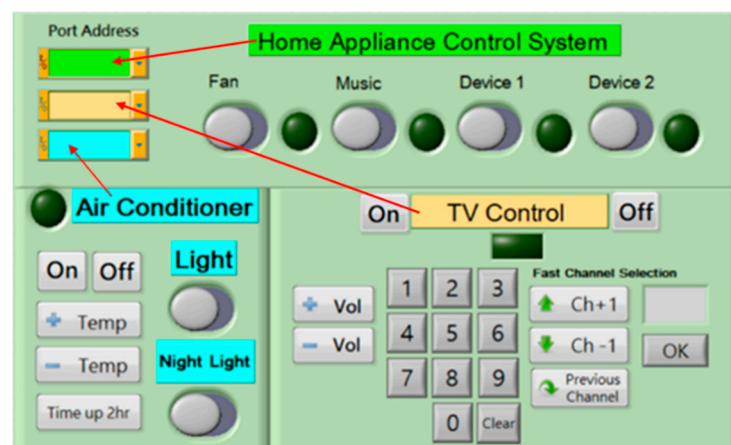 Port Address
Home Appliance Control System
Fan Music Device 1 Device 2
Air Conditioner
On TV Control Off
On Off
Light
+ Temp
- Temp
Night Light
Time up 2hr
+ Vol
- Vol
1 2 3
4 5 6
7 8 9
0 Clear
Fast Channel Selection
Ch+1
Ch -1
OK
Previous
Channel